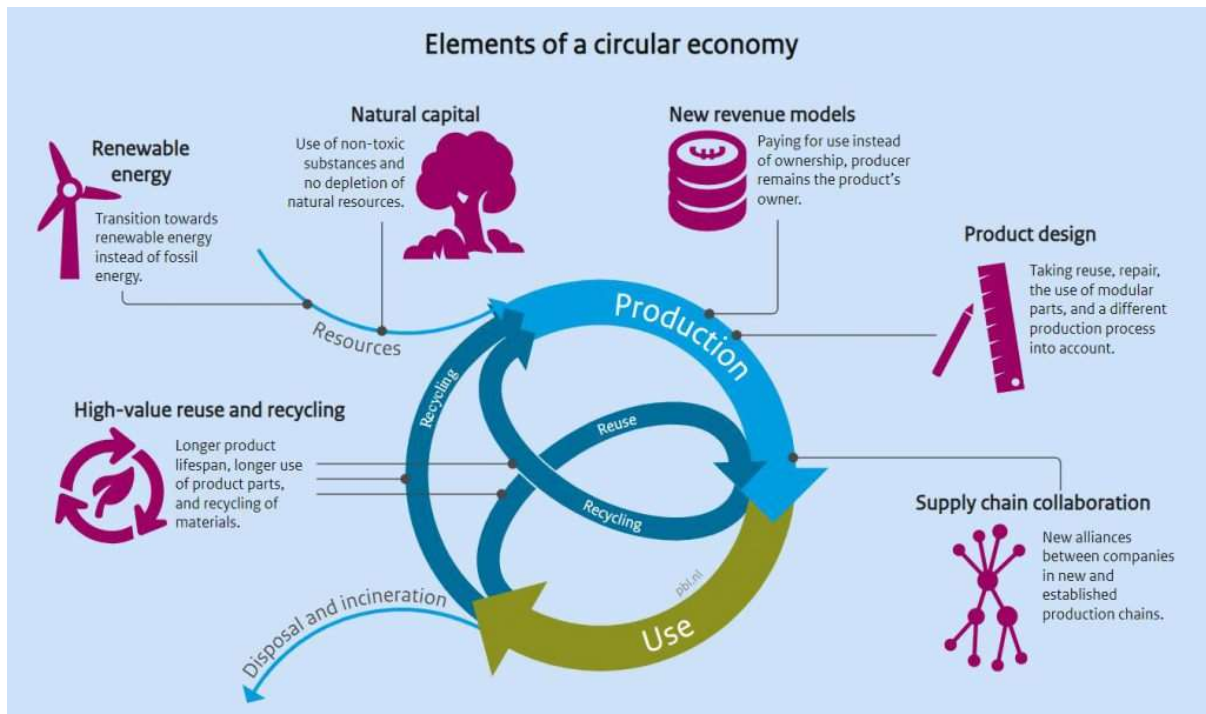 Elements of a circular economy
Natural capital
Use of non-toxic
substances and
no depletion of
natural resources.
New revenue models
Paying for use instead
of ownership, producer
remains the product's
owner.
Renewable
energy
Transition towards
renewable energy
instead of fossil
energy.
Product design
Taking reuse, repair,
the use of modular
parts, and a different
production process
into account.
Resources
Production
Recycling
Reuse
Recycling
High-value reuse and recycling
Longer product
lifespan, longer use
of product parts,
and recycling of
materials.
Supply chain collaboration
New alliances
between companies
in new and
established
production chains.
pbl.nl
Use
Disposal and incineration